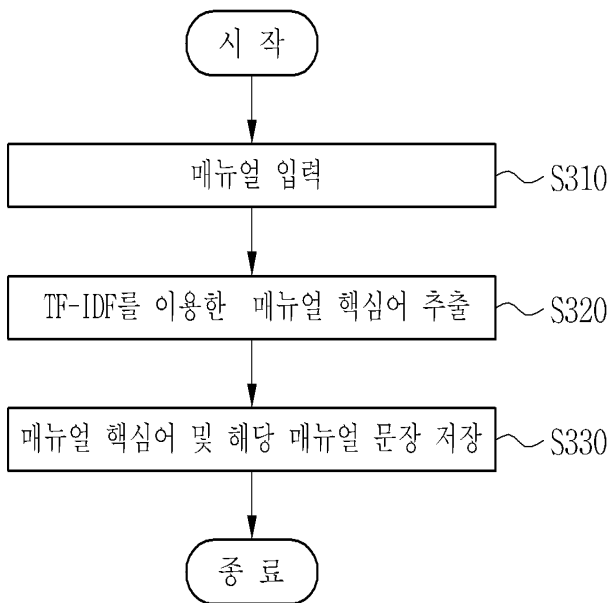 시 작
매뉴얼 입력
S310
TF-IDF를 이용한 매뉴얼 핵심어 추출
S320
매뉴얼 핵심어 및 해당 매뉴얼 문장 저장
S330
종 료